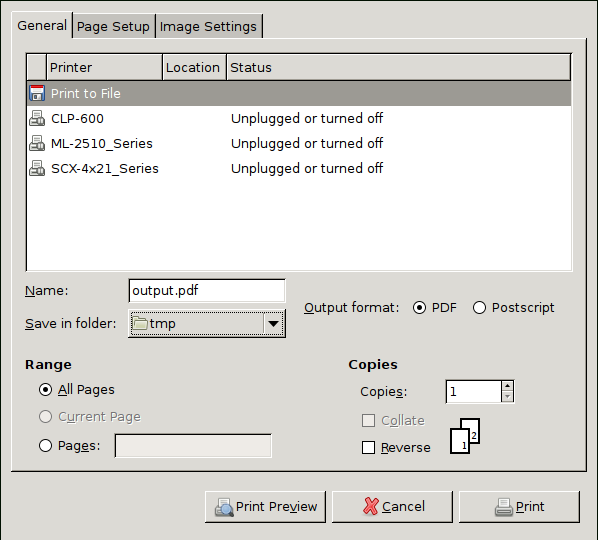 General Page Setup Image Settings
Printer Location Status
Print to File
CLP-600 Unplugged or turned off
ML-2510_Series Unplugged or turned off
SCX-4x21_Series Unplugged or turned off
Name: output.pdf
Output format: PDF Postscript
Save in folder: tmp
Range Copies
All Pages Copies: 1
Current Page Collate
Pages: Reverse
1 2
Print Preview Cancel Print